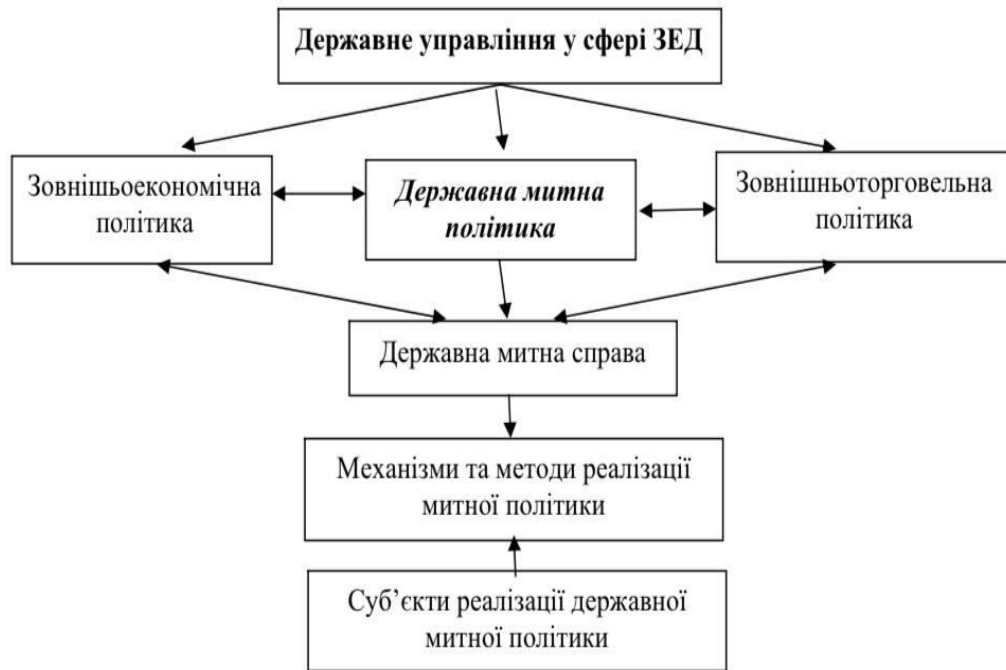 Державне управління у сфері ЗЕД
Зовнішьоекономічна
політика
Державна митна
політика
Зовнішньоторговельна
політика
Державна митна справа
Механізми та методи реалізації
митної політики
Суб’єкти реалізації державної
митної політики